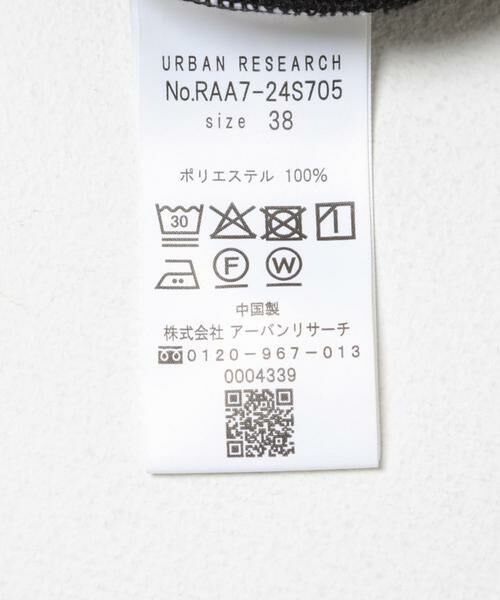 URBAN RESEARCH
No.RAA7-24S705
size 38
ポリエステル 100%
30
F W
中国製
株式会社 アーバンリサーチ
0120-967-013
0004339